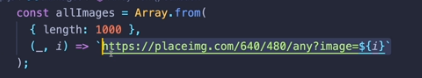 const allImages = Array.from(
{ length: 1000 },
(_, i) => `https://placeimg.com/640/480/any?image=${i}`
);